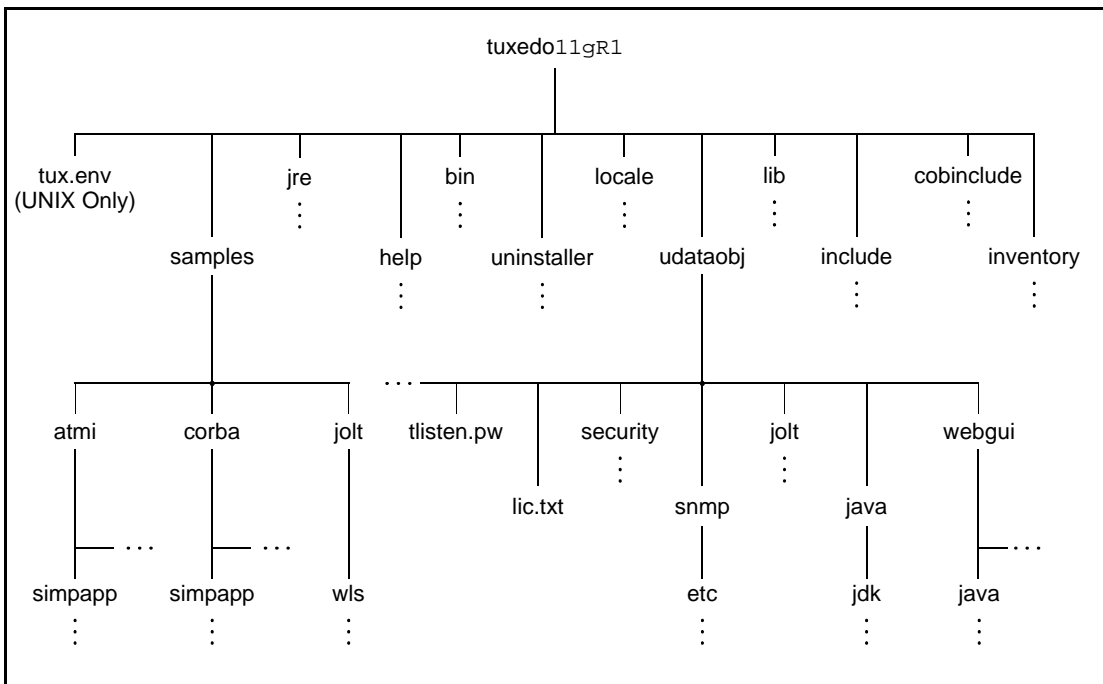 tuxedo11gR1
tux.env
(UNIX Only)
jre
bin
locale
lib
cobinclude
samples
help
uninstaller
udataobj
include
inventory
atmi
corba
jolt
tlisten.pw
security
jolt
webgui
lic.txt
snmp
java
simpapp
simpapp
wls
etc
jdk
java